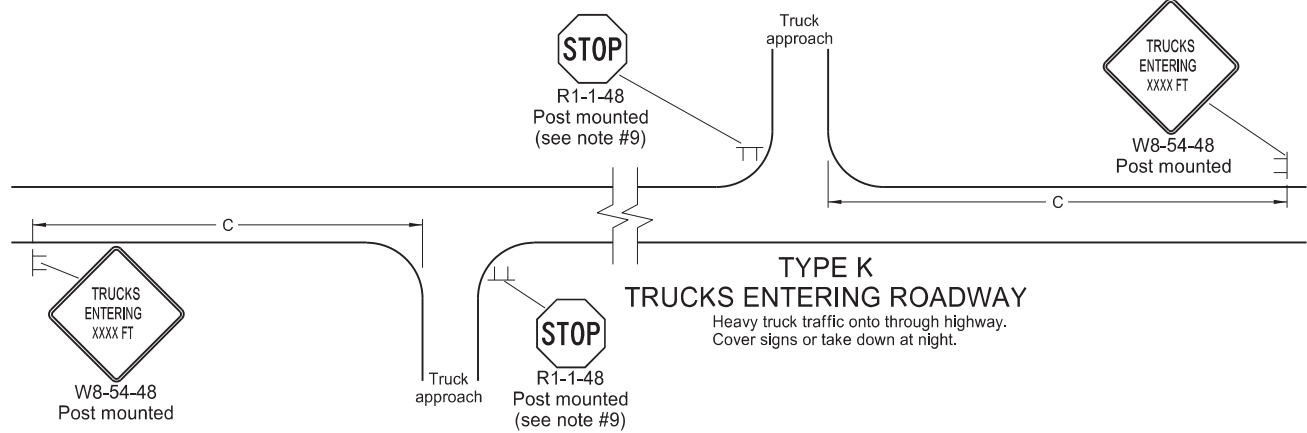 STOP
R1-1-48
Post mounted
(see note #9)
Truck
approach
TRUCKS
ENTERING
XXXX FT
W8-54-48
Post mounted
C
C
TRUCKS
ENTERING
XXXX FT
W8-54-48
Post mounted
Truck
approach
STOP
R1-1-48
Post mounted
(see note #9)
TYPE K
TRUCKS ENTERING ROADWAY
Heavy truck traffic onto through highway.
Cover signs or take down at night.